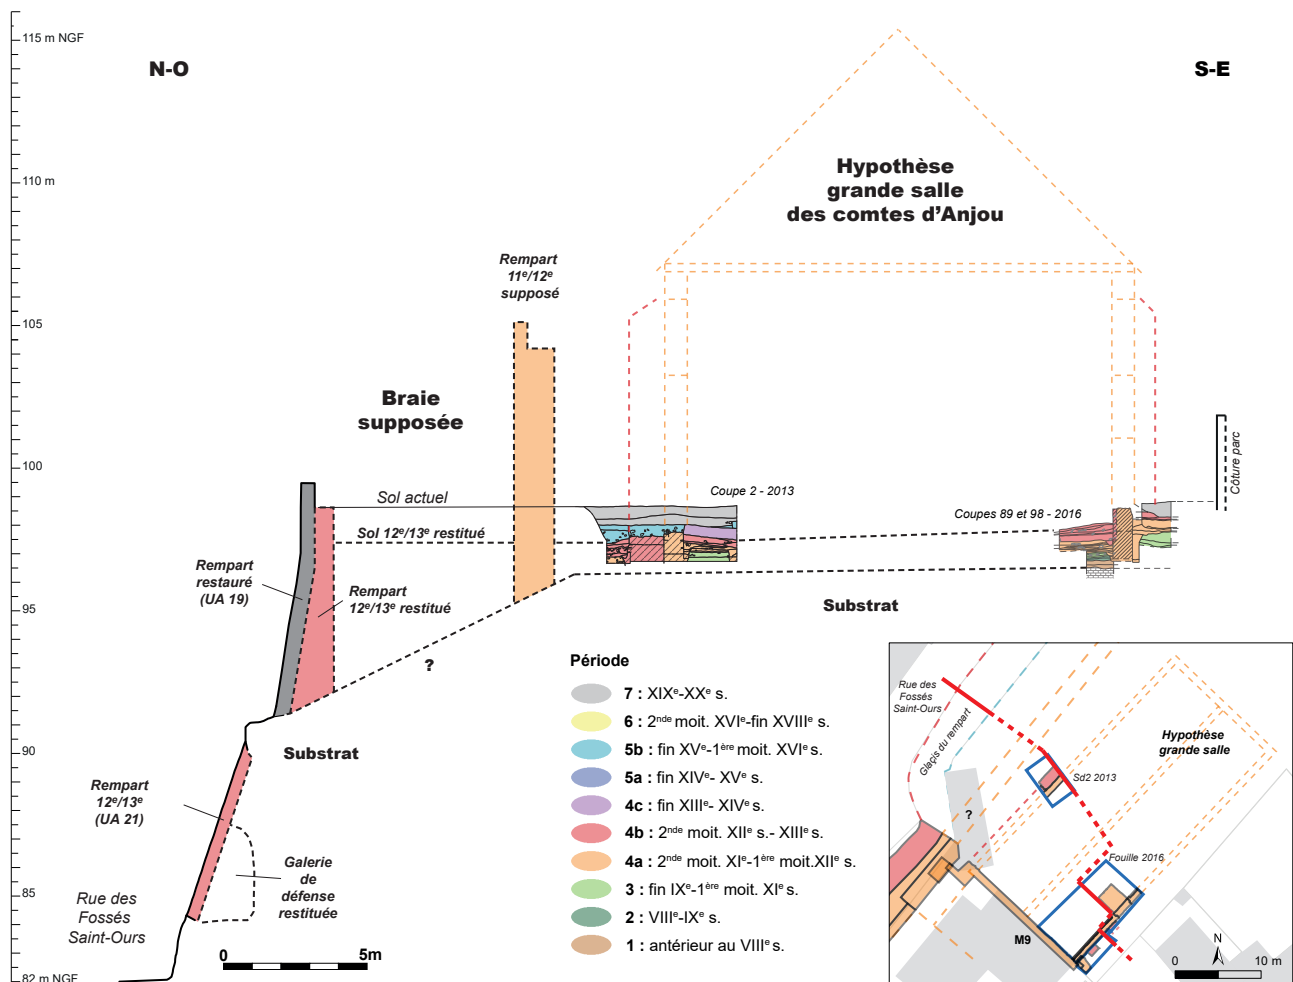 115 m NGF
N-O
S-E
110 m
Hypothèse
grande salle
des comtes d'Anjou
Rempart
11e/12e
supposé
105
Braie
supposée
100
Sol actuel
Coupe 2 - 2013
Coupes 89 et 98 - 2016
Côture parc
Sol 12e/13e restitué
Rempart
restauré
(UA 19)
Rempart
12e/13e restitué
95
Substrat
?
90
Substrat
Rempart
12e/13e
(UA 21)
Galerie
de
défense
restituée
85
Rue des
Fossés
Saint-Ours
0 5m
82 m NGF
Période
7 : XIXe-XXe s.
6 : 2nde moit. XVIe-fin XVIIIe s.
5b : fin XVe-1ère moit. XVIe s.
5a : fin XIVe- XVe s.
4c : fin XIIIe- XIVe s.
4b : 2nde moit. XIIe s.- XIIIe s.
4a : 2nde moit. XIe-1ère moit.XIIe s.
3 : fin IXe-1ère moit. XIe s.
2 : VIIIe-IXe s.
1 : antérieur au VIIIe s.
Rue des
Fossés
Saint-Ours
Glacis du rempart
Hypothèse
grande salle
Sd2 2013
?
Fouille 2016
M9
N
0 10 m